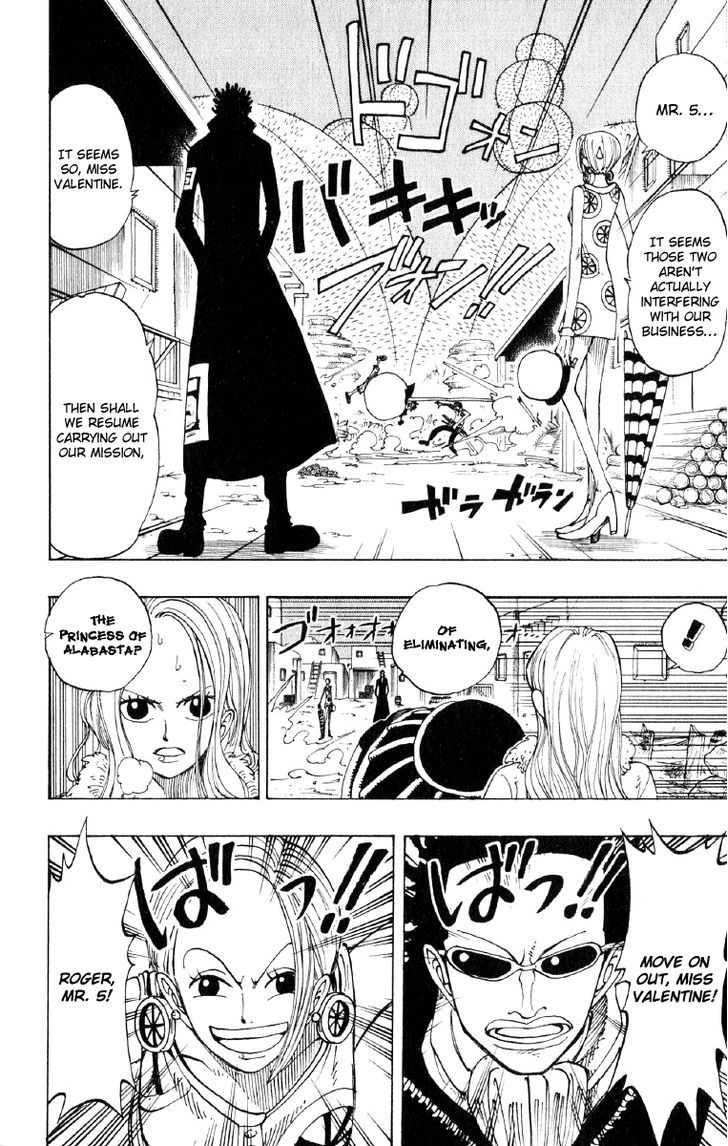 MR. 5...
ドゴォン
IT SEEMS
THOSE TWO
AREN'T
ACTUALLY
INTERFERING
WITH OUR
BUSINESS...
バキキッ
ブオン!!
IT SEEMS
SO, MISS
VALENTINE.
THEN SHALL
WE RESUME
CARRYING OUT
OUR MISSION,
ガラガラン
!
OF
ELIMINATING,
ゴオオオオ
THE
PRINCESS OF
ALABASTA?
MOVE ON
OUT, MISS
VALENTINE!
ばっ!!
ROGER,
MR. 5!
ばっ!!